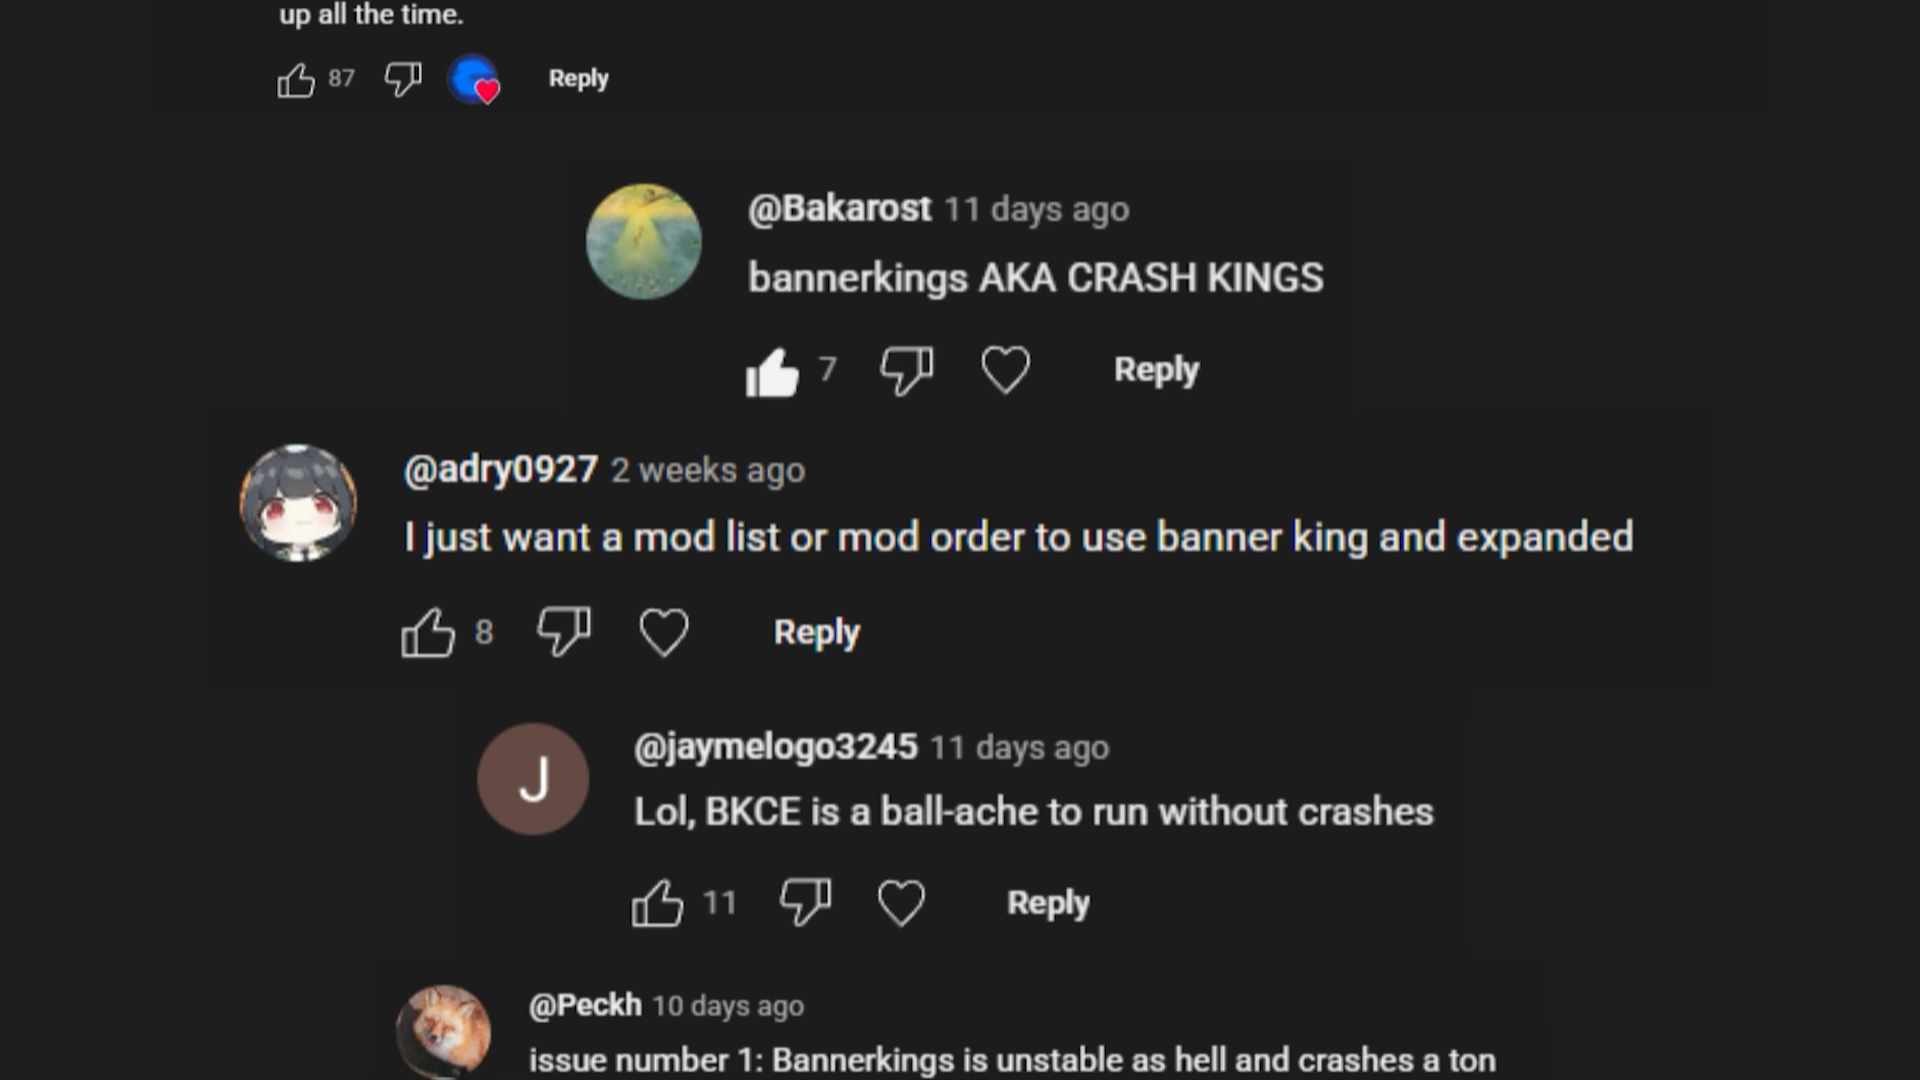 up all the time.
87 Reply
@Bakarost 11 days ago
bannerkings AKA CRASH KINGS
7 Reply
@adry0927 2 weeks ago
I just want a mod list or mod order to use banner king and expanded
8 Reply
J
@jaymelogo3245 11 days ago
Lol, BKCE is a ball-ache to run without crashes
11 Reply
@Peckh 10 days ago
issue number 1: Bannerkings is unstable as hell and crashes a ton